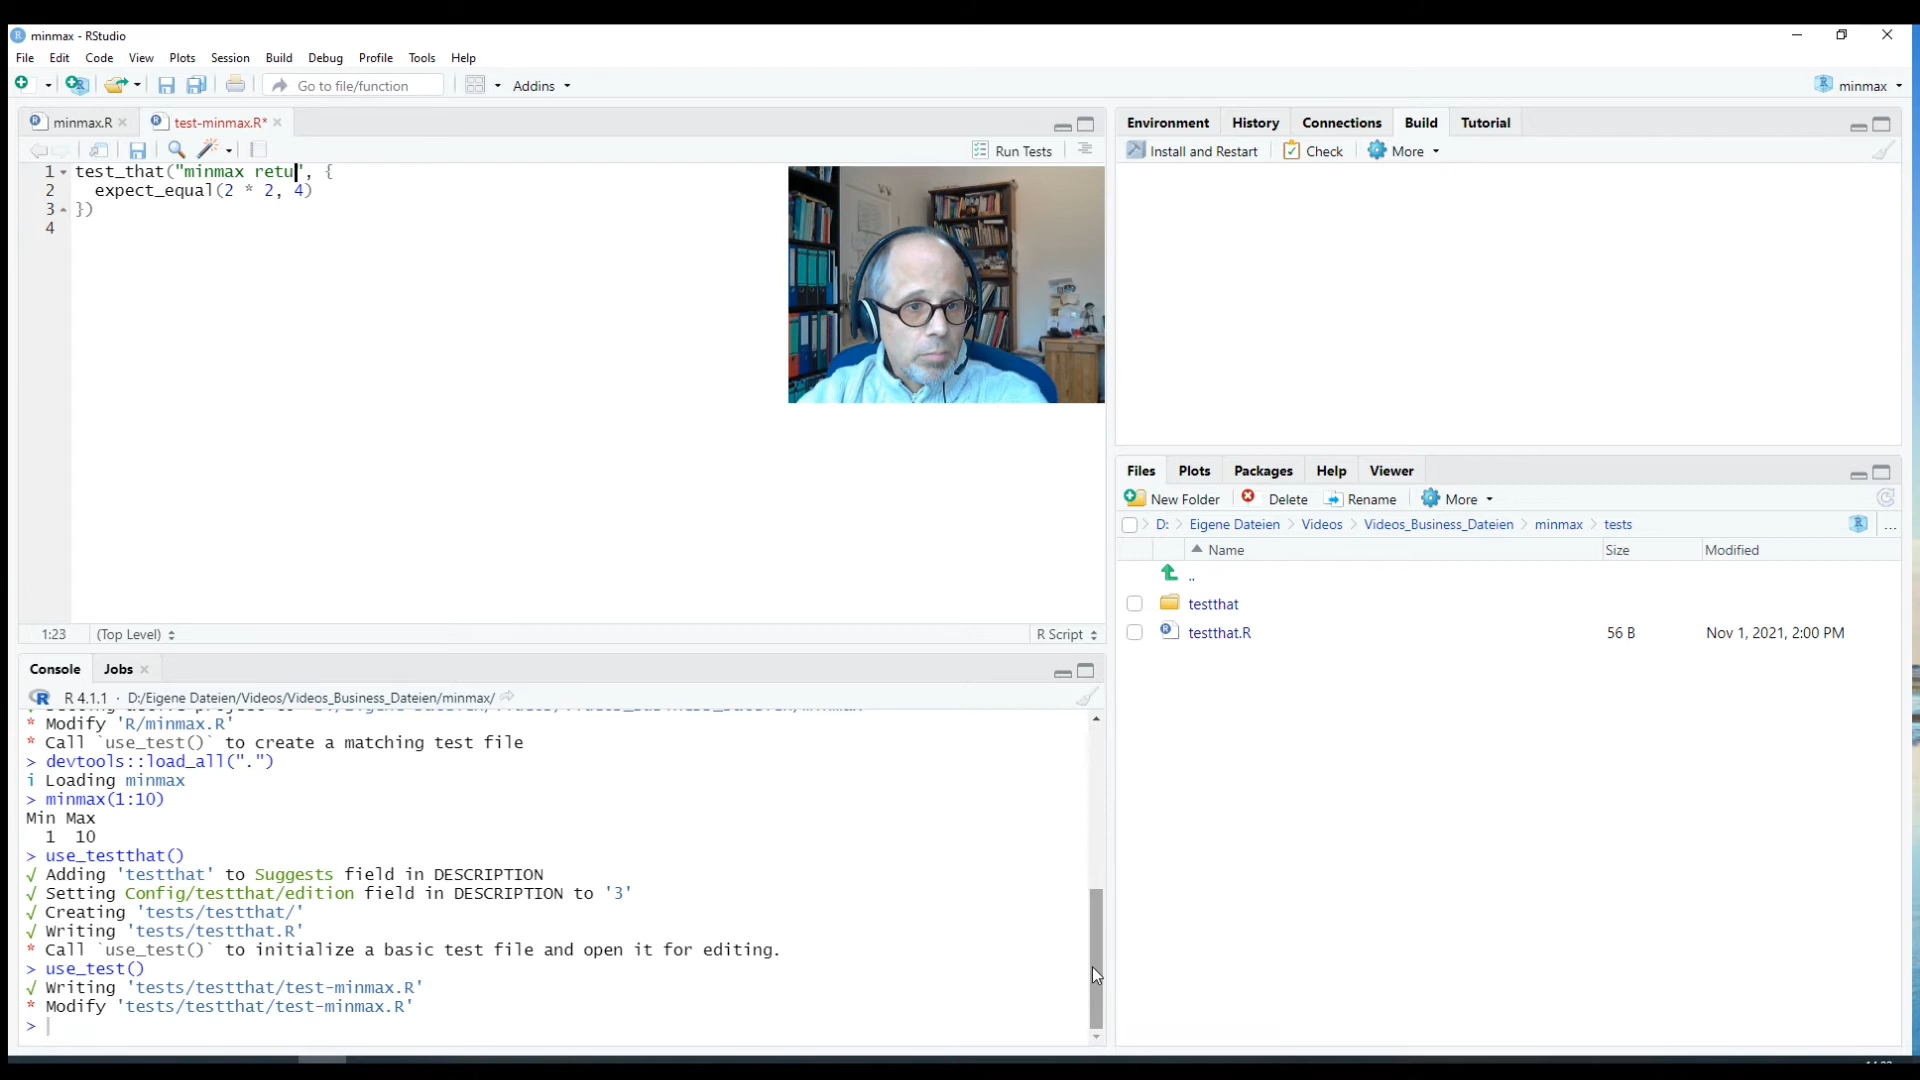 minmax - RStudio
File Edit Code View Plots Session Build Debug Profile Tools Help
Go to file/function Addins minmax
minmax.R test-minmax.R*
Run Tests
1 test_that("minmax retu", {
2 expect_equal(2 * 2, 4)
3 })
4
1:23 (Top Level) R Script
Console Jobs
R 4.1.1 · D:/Eigene Dateien/Videos/Videos_Business_Dateien/minmax/
* Modify 'R/minmax.R'
* Call `use_test()` to create a matching test file
> devtools::load_all(".")
i Loading minmax
> minmax(1:10)
Min Max
1 10
> use_testthat()
√ Adding 'testthat' to Suggests field in DESCRIPTION
√ Setting Config/testthat/edition field in DESCRIPTION to '3'
√ Creating 'tests/testthat/'
√ Writing 'tests/testthat.R'
* Call `use_test()` to initialize a basic test file and open it for editing.
> use_test()
√ Writing 'tests/testthat/test-minmax.R'
* Modify 'tests/testthat/test-minmax.R'
>
Environment History Connections Build Tutorial
Install and Restart Check More
Files Plots Packages Help Viewer
New Folder Delete Rename More
D: Eigene Dateien Videos Videos_Business_Dateien minmax tests ...
Name Size Modified
..
testthat
testthat.R 56 B Nov 1, 2021, 2:00 PM